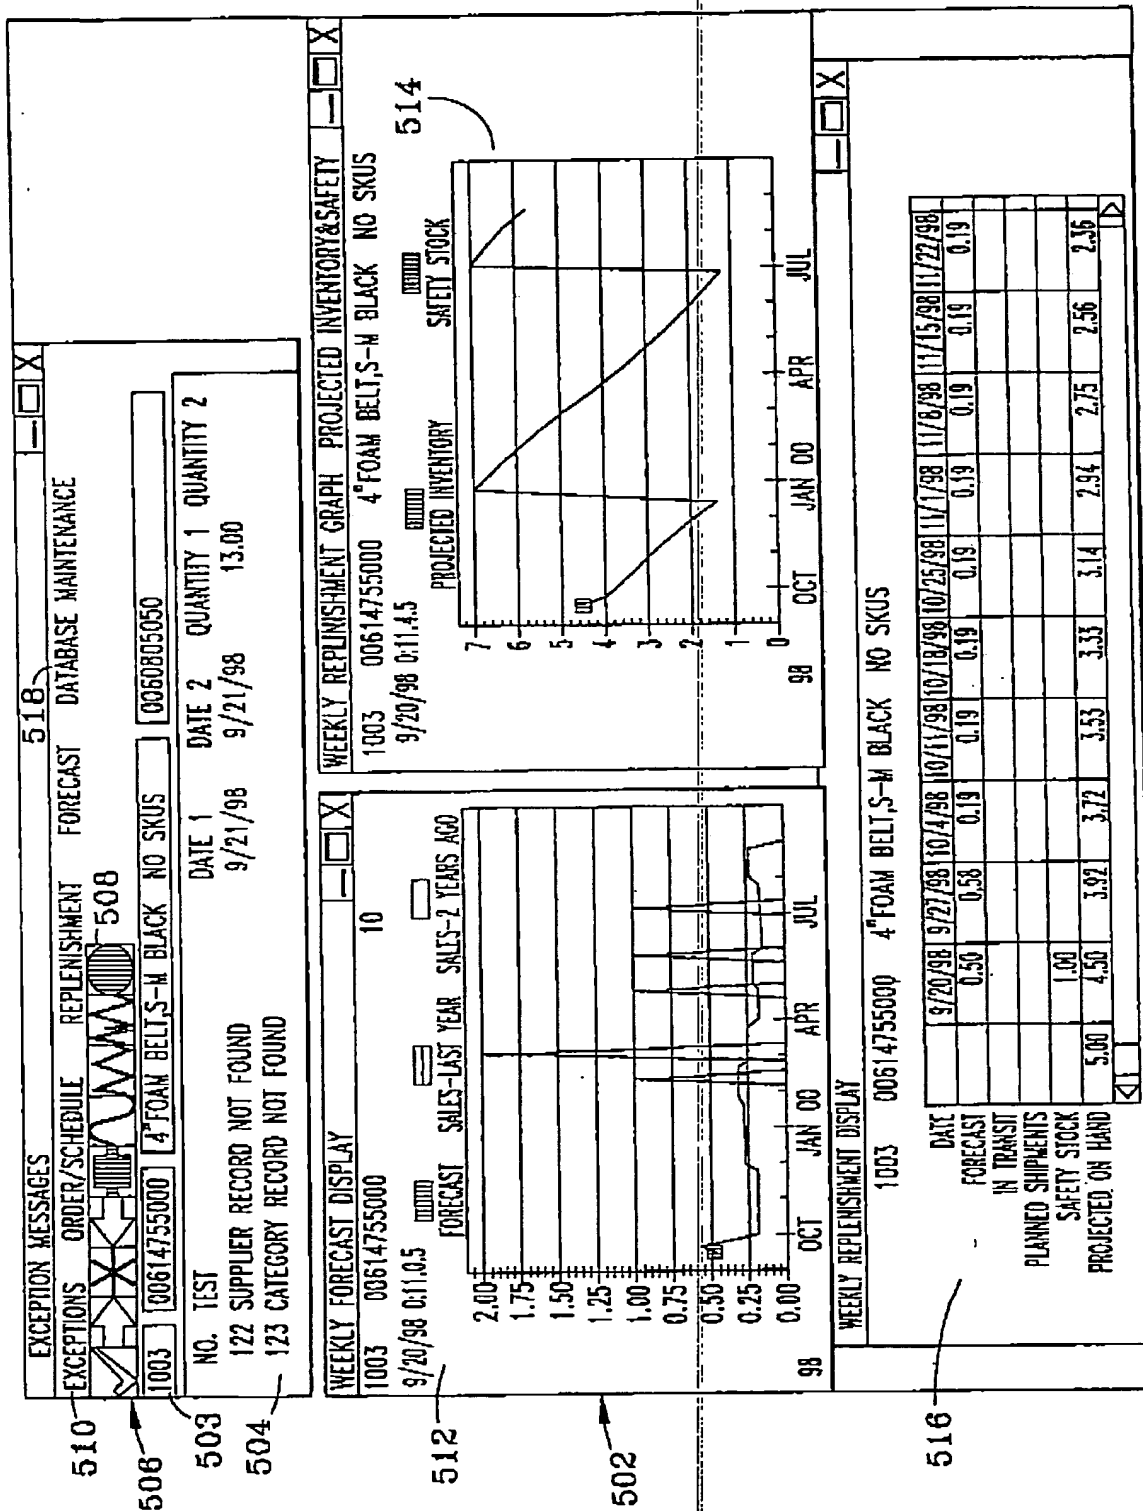 518
EXCEPTION MESSAGES
EXCEPTIONS ORDER/SCHEDULE REPLENISHMENT FORECAST DATABASE MAINTENANCE
510
506
508
1003 00614755000 4"FOAM BELT,S-M BLACK NO SKUS 0060805050
503
NO. TEST DATE 1 DATE 2 QUANTITY 1 QUANTITY 2
122 SUPPLIER RECORD NOT FOUND 9/21/98 9/21/98 13.00
123 CATEGORY RECORD NOT FOUND
504
WEEKLY FORECAST DISPLAY
1003 00614755000 10
9/20/98 0:11.0.5
FORECAST SALES-LAST YEAR SALES-2 YEARS AGO
2.00
1.75
1.50
1.25
1.00
0.75
0.50
0.25
0.00
OCT JAN 00 APR JUL
98
512
502
WEEKLY REPLINISHMENT GRAPH PROJECTED INVENTORY&SAFETY
1003 00614755000 4"FOAM BELT,S-M BLACK NO SKUS
9/20/98 0:11.4.5
PROJECTED INVENTORY SAFETY STOCK
514
7
6
5
4
3
2
1
0
OCT JAN 00 APR JUL
98
WEEKLY REPLENISHMENT DISPLAY
1003 00614755000 4"FOAM BELT,S-M BLACK NO SKUS
DATE 9/20/98 9/27/98 10/4/98 10/11/98 10/18/98 10/25/98 11/1/98 11/8/98 11/15/98 11/22/98
FORECAST 0.50 0.58 0.19 0.19 0.19 0.19 0.19 0.19 0.19 0.19
IN TRANSIT
PLANNED SHIPMENTS
SAFETY STOCK 1.00
PROJECTED ON HAND 5.00 4.50 3.92 3.72 3.53 3.33 3.14 2.94 2.75 2.56 2.36
516